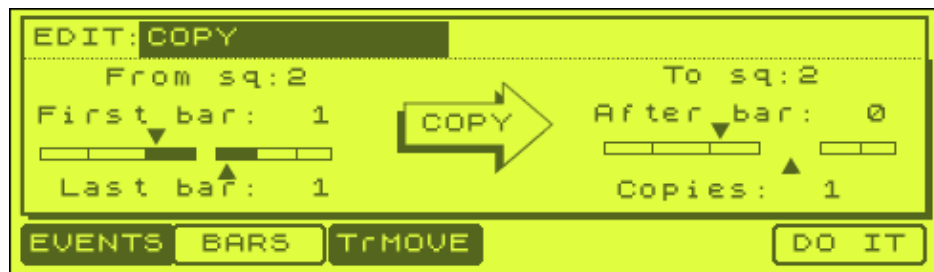 EDIT:COPY
From sq:2
To sq:2
First bar: 1
COPY
After bar: 0
Last bar: 1
Copies: 1
EVENTS BARS TrMOVE DO IT